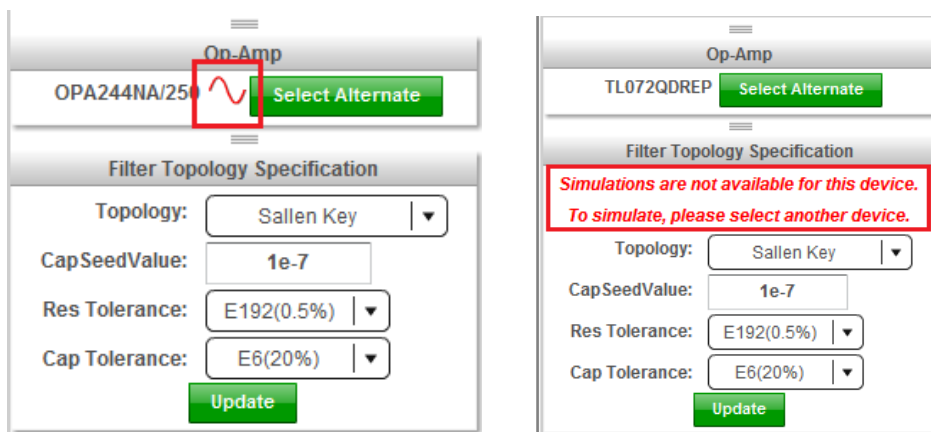 Op-Amp
OPA244NA/250
Select Alternate
Filter Topology Specification
Topology:
Sallen Key
CapSeedValue:
1e-7
Res Tolerance:
E192(0.5%)
Cap Tolerance:
E6(20%)
Update
Op-Amp
TL072QDREP
Select Alternate
Filter Topology Specification
Simulations are not available for this device.
To simulate, please select another device.
Topology:
Sallen Key
CapSeedValue:
1e-7
Res Tolerance:
E192(0.5%)
Cap Tolerance:
E6(20%)
Update